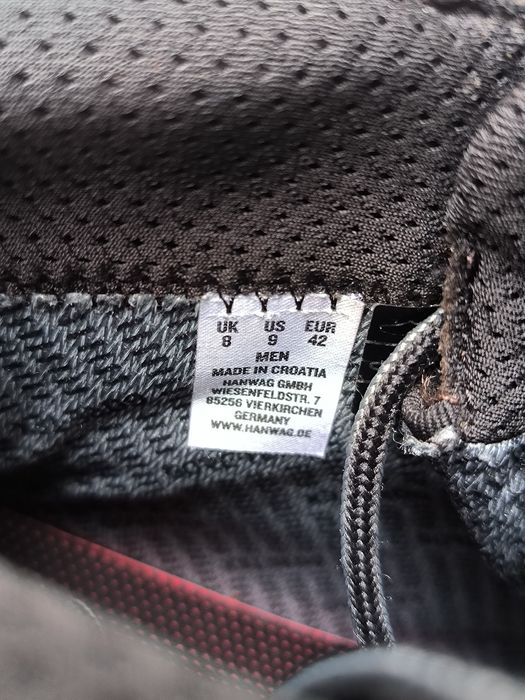 UK US EUR
8 9 42
MEN
MADE IN CROATIA
HANWAG GMBH
WIESENFELDSTR. 7
85256 VIERKIRCHEN
GERMANY
WWW.HANWAG.DE